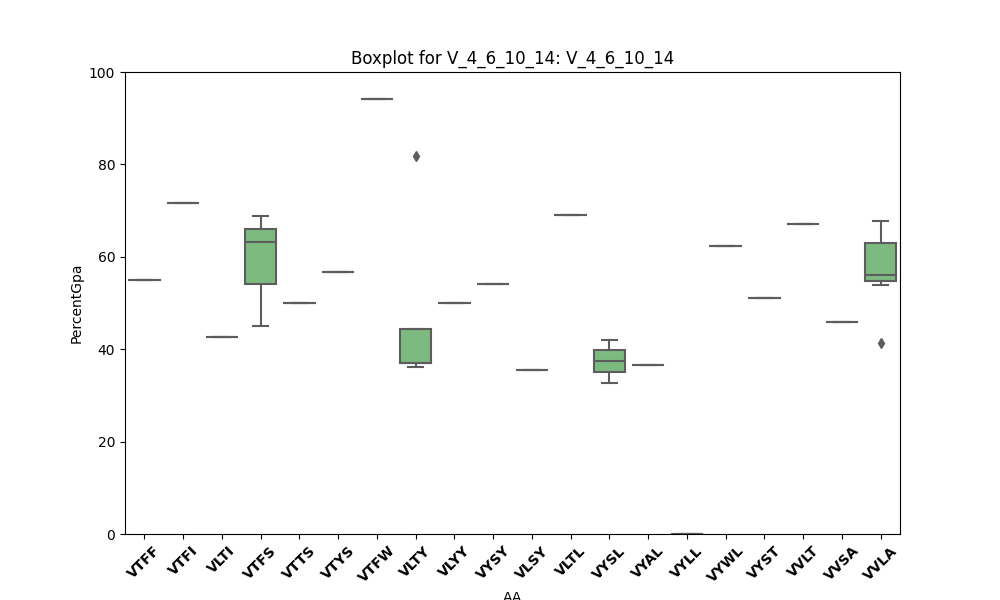 Boxplot for V_4_6_10_14: V_4_6_10_14
100
80
60
40
20
0
PercentGpa
VTFF VTFI VLTI VTFS VTTS VTYS VTFW VLTY VLYY VYSY VLSY VLTL VYSL VYAL VYLL VYWL VYST VVLT VVSA VVLA
AA